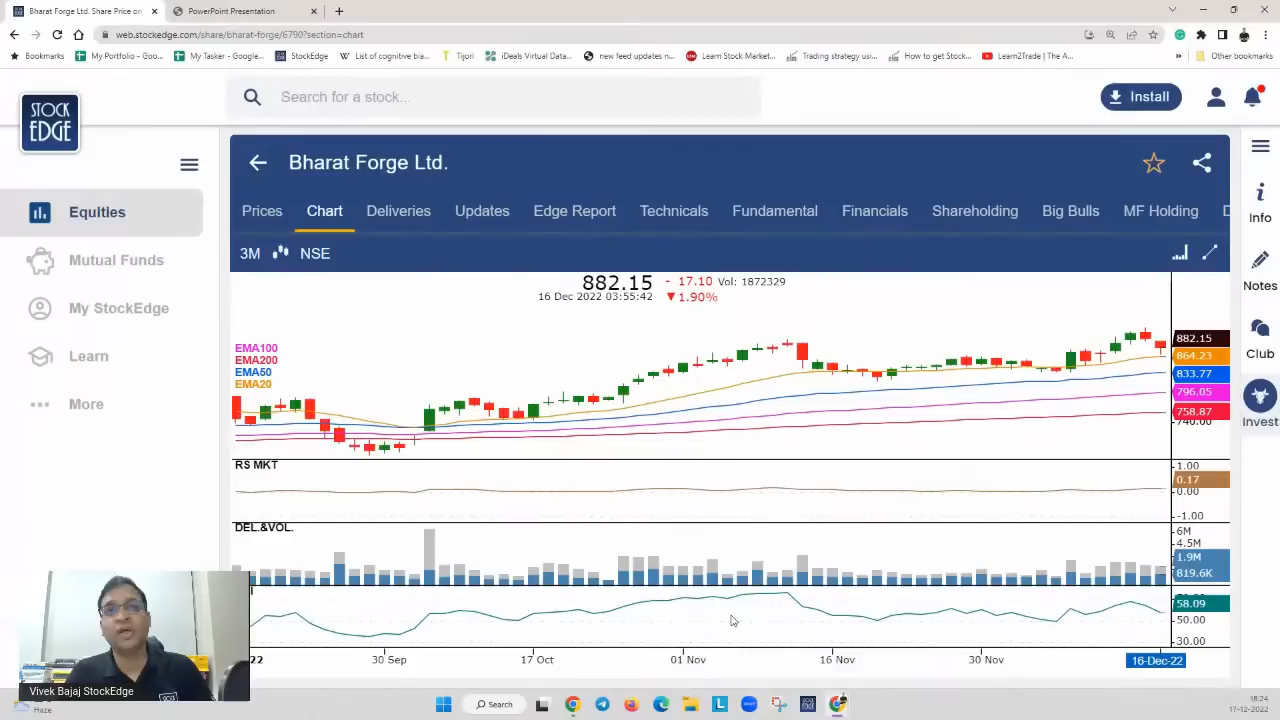 Bharat Forge Ltd. Share Price on
PowerPoint Presentation
web.stockedge.com/share/bharat-forge/6790?section=chart
Bookmarks
My Portfolio - Goo...
My Tasker - Google...
StockEdge
List of cognitive bia...
Tijori
iDeals Virtual Data...
new feed updates n...
Learn Stock Market...
Trading strategy usi...
How to get Stock...
Learn2Trade | The A...
Other bookmarks
STOCK EDGE
Search for a stock...
Install
Bharat Forge Ltd.
Prices
Chart
Deliveries
Updates
Edge Report
Technicals
Fundamental
Financials
Shareholding
Big Bulls
MF Holding
D
3M
NSE
Equities
Mutual Funds
My StockEdge
Learn
More
Info
Notes
Club
Invest
882.15
- 17.10 Vol: 1872329
16 Dec 2022 03:55:42
▼1.90%
EMA100
EMA200
EMA50
EMA20
882.15
864.23
833.77
796.05
758.87
740.00
RS MKT
1.00
0.17
0.00
-1.00
DEL.&VOL.
6M
4.5M
1.9M
819.6K
58.09
50.00
30.00
22
30 Sep
17 Oct
01 Nov
16 Nov
30 Nov
16-Dec-22
Vivek Bajaj StockEdge
Haze
Search
18:24
17-12-2022